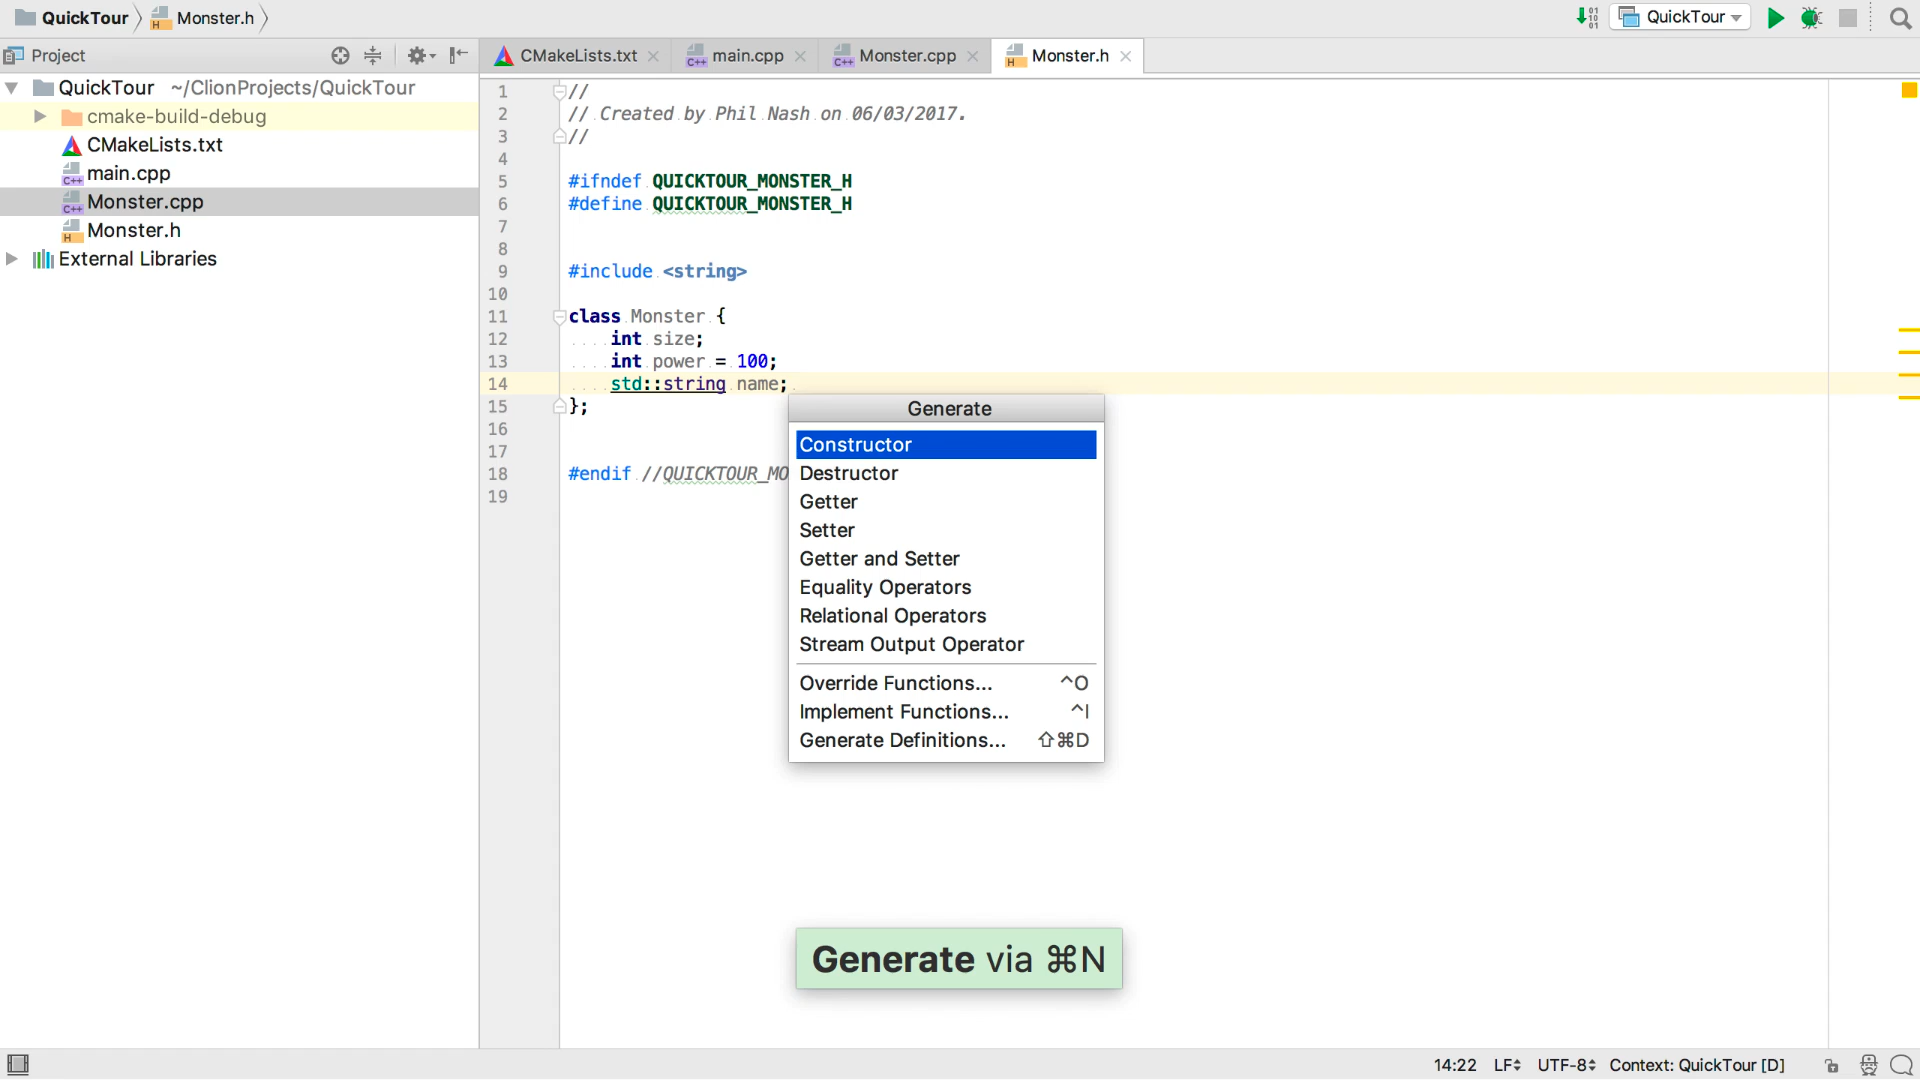 QuickTour Monster.h QuickTour
Project CMakeLists.txt main.cpp Monster.cpp Monster.h
QuickTour ~/ClionProjects/QuickTour
cmake-build-debug
CMakeLists.txt
main.cpp
Monster.cpp
Monster.h
External Libraries
1 //
2 // Created by Phil Nash on 06/03/2017.
3 //
4
5 #ifndef QUICKTOUR_MONSTER_H
6 #define QUICKTOUR_MONSTER_H
7
8
9 #include <string>
10
11 class Monster {
12 int size;
13 int power = 100;
14 std::string name;
15 };
16
17
18 #endif //QUICKTOUR_MO
19
Generate
Constructor
Destructor
Getter
Setter
Getter and Setter
Equality Operators
Relational Operators
Stream Output Operator
Override Functions... ^O
Implement Functions... ^I
Generate Definitions... ⇧⌘D
Generate via ⌘N
14:22 LF UTF-8 Context: QuickTour [D]